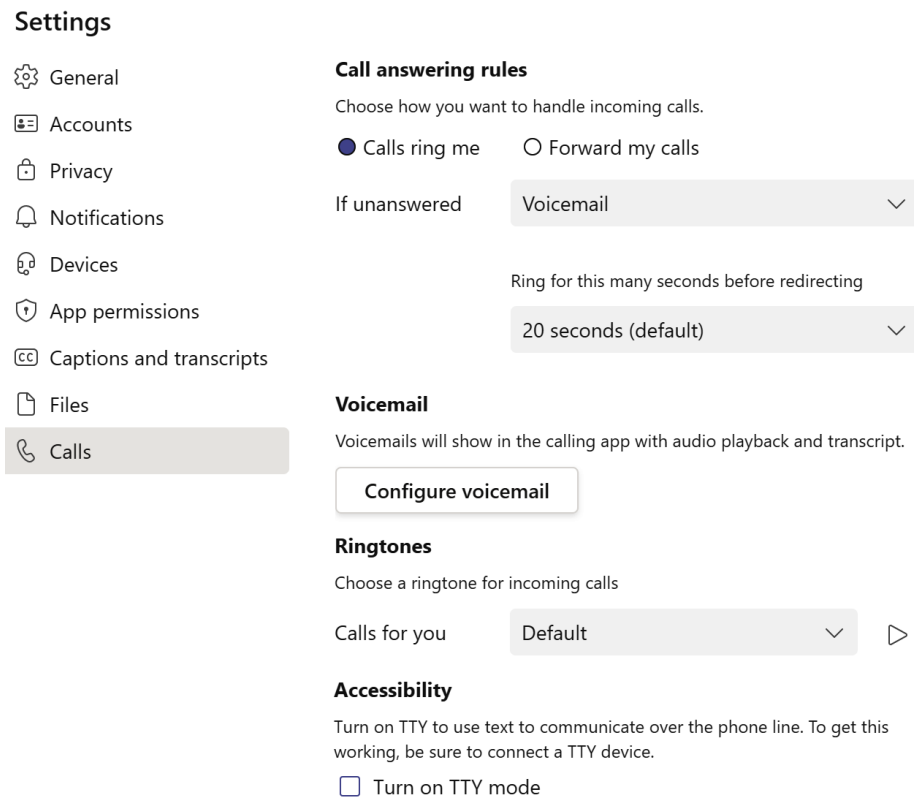 Settings
General
Accounts
Privacy
Notifications
Devices
App permissions
CC Captions and transcripts
Files
Calls
Call answering rules
Choose how you want to handle incoming calls.
Calls ring me Forward my calls
If unanswered Voicemail
Ring for this many seconds before redirecting
20 seconds (default)
Voicemail
Voicemails will show in the calling app with audio playback and transcript.
Configure voicemail
Ringtones
Choose a ringtone for incoming calls
Calls for you Default
Accessibility
Turn on TTY to use text to communicate over the phone line. To get this
working, be sure to connect a TTY device.
Turn on TTY mode